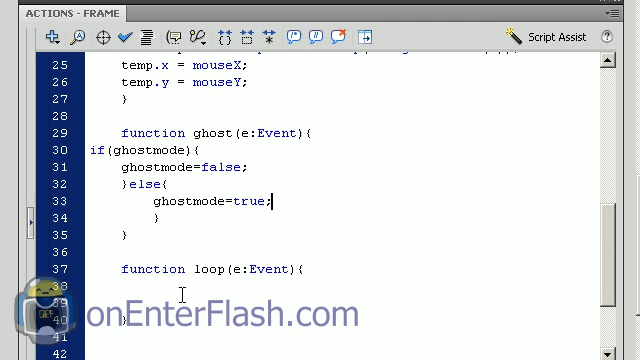 ACTIONS - FRAME
Script Assist
25 temp.x = mouseX;
26 temp.y = mouseY;
27 }
28
29 function ghost(e:Event){
30 if(ghostmode){
31 ghostmode=false;
32 }else{
33 ghostmode=true;
34 }
35 }
36
37 function loop(e:Event){
38
39
onEnterFlash.com
40 }
41
42